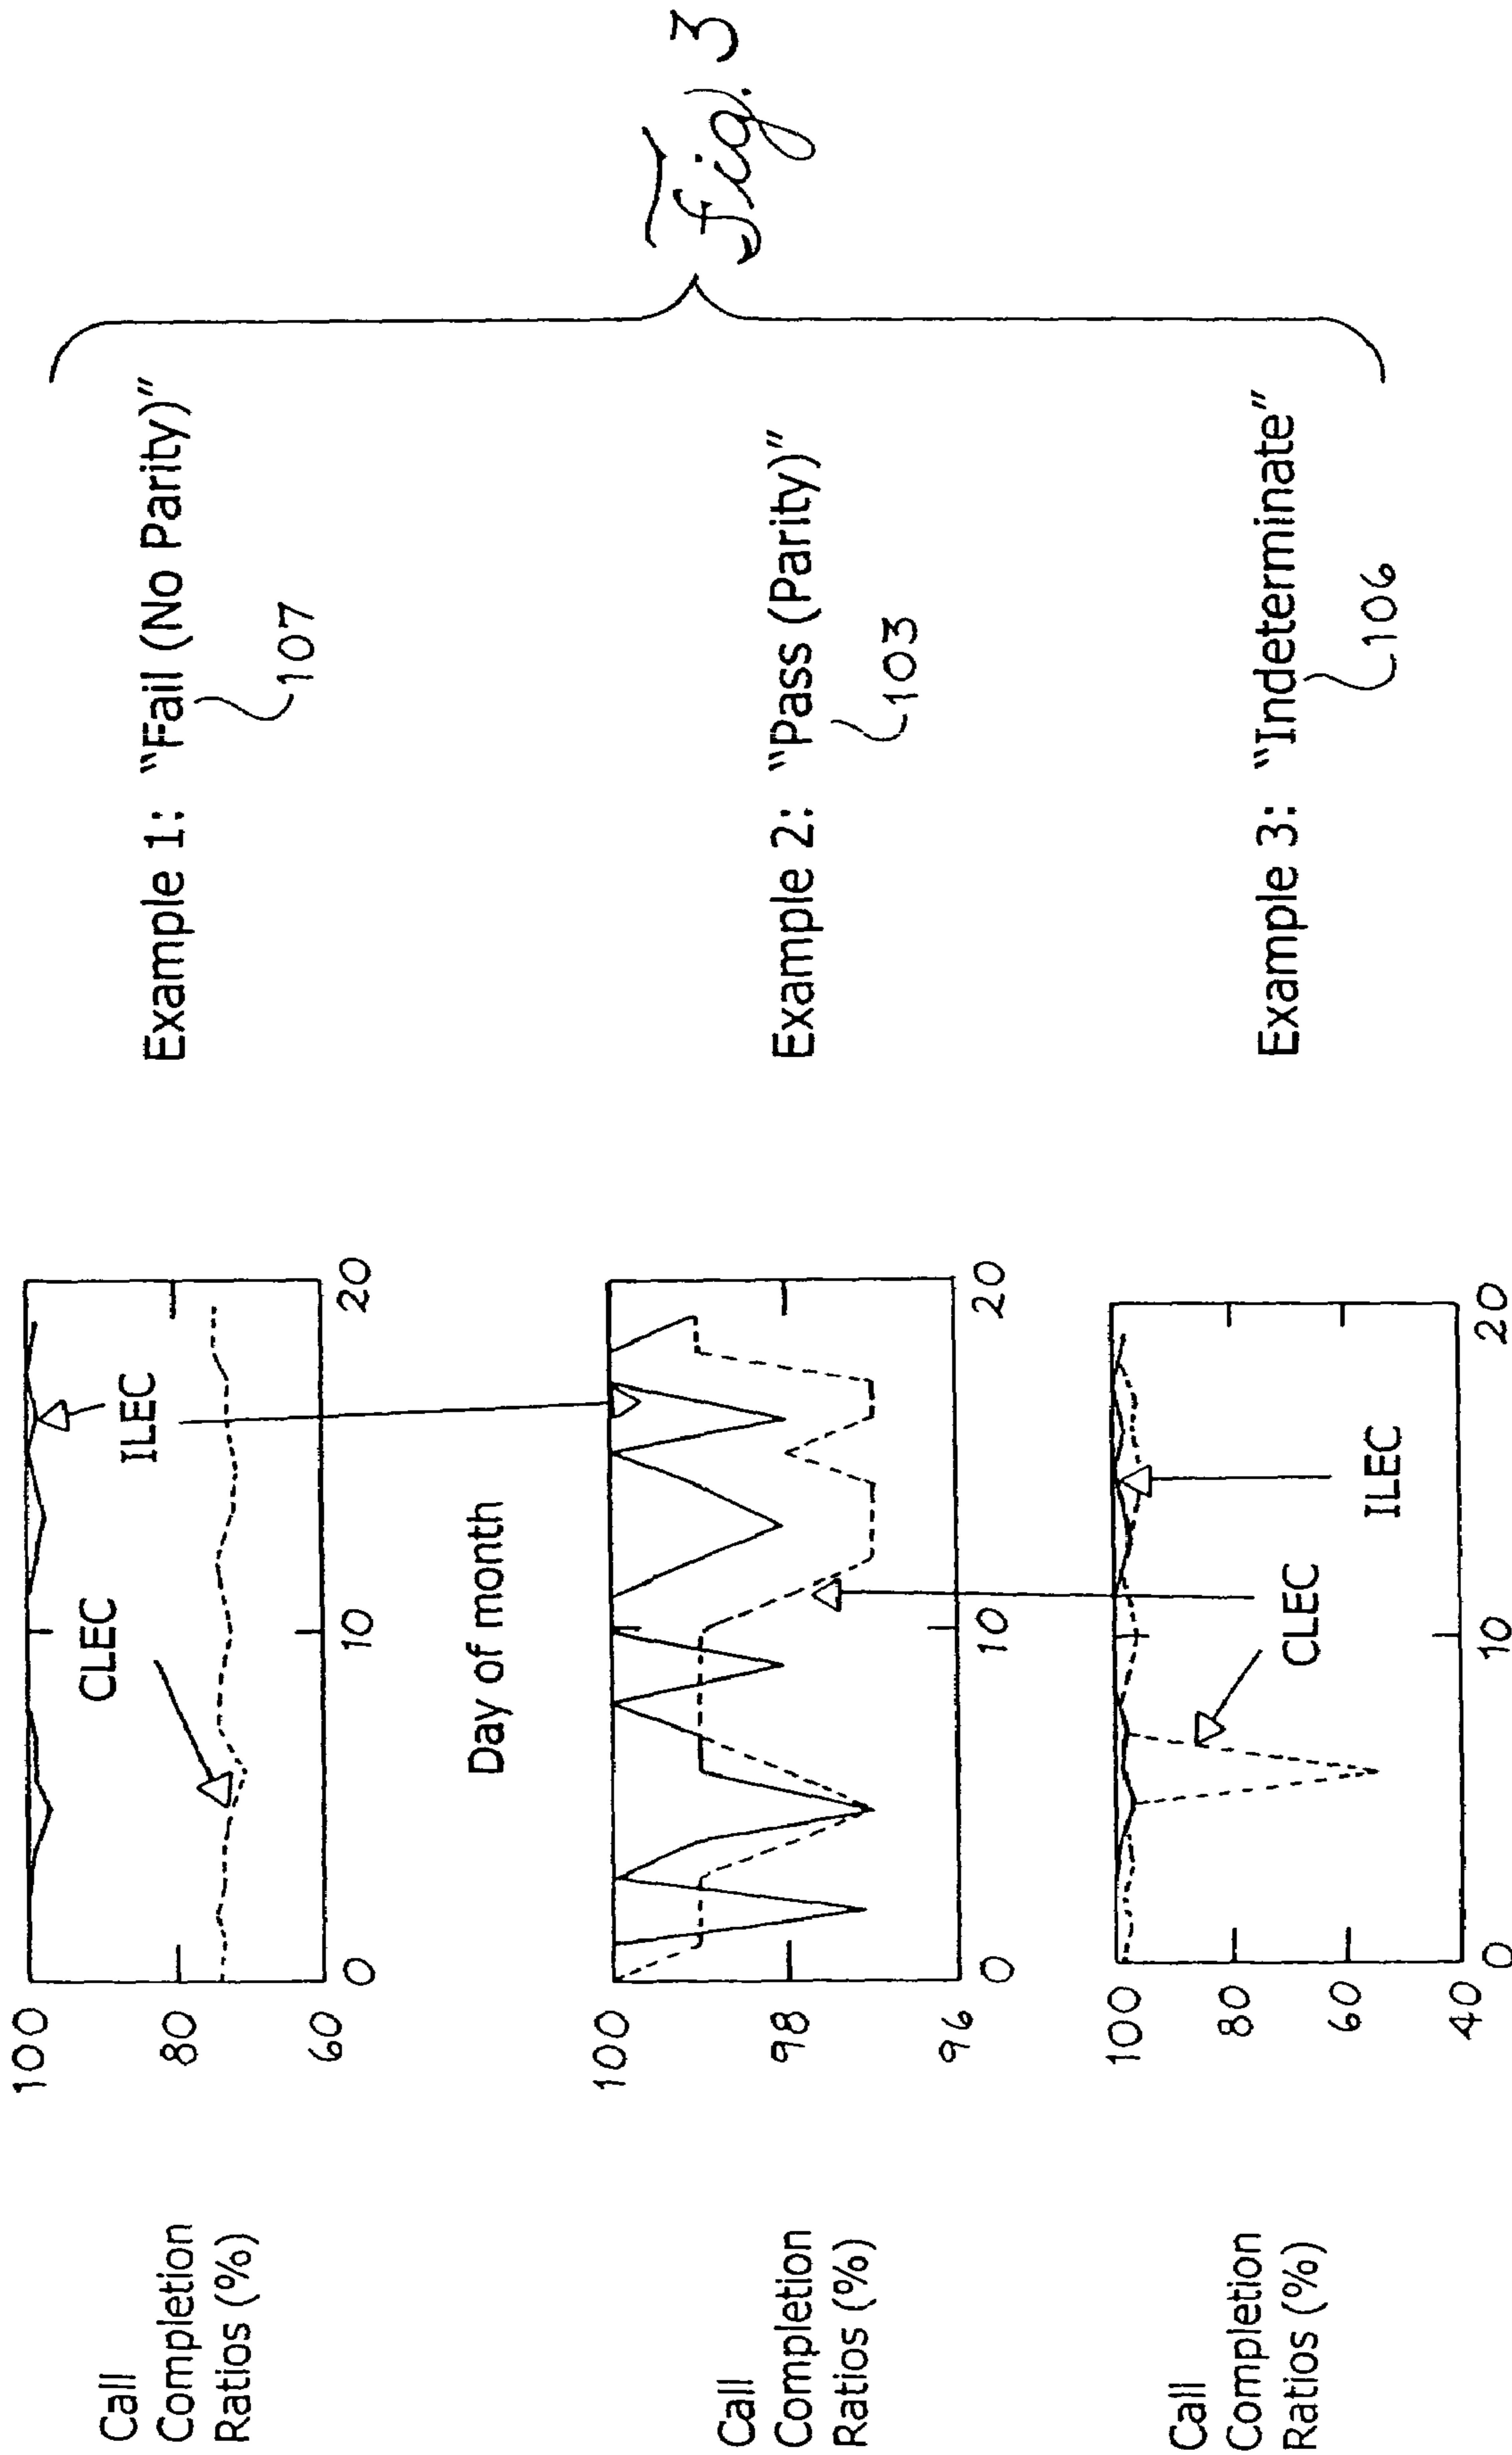 Call
Completion
Ratios (%)
100
80
60
0
10
20
CLEC
ILEC
Example 1: "Fail (No Parity)"
107
Day of month
Call
Completion
Ratios (%)
100
98
96
0
10
20
Example 2: "Pass (Parity)"
103
Call
Completion
Ratios (%)
100
80
60
40
0
10
20
CLEC
ILEC
Example 3: "Indeterminate"
106
Fig. 3